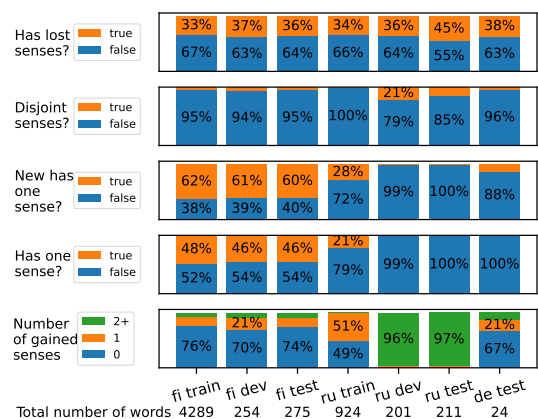 Has lost senses? true false 33% 37% 36% 34% 36% 45% 38%
67% 63% 64% 66% 64% 55% 63%
Disjoint senses? true false 21%
95% 94% 95% 100% 79% 85% 96%
New has one sense? true false 62% 61% 60% 28%
38% 39% 40% 72% 99% 100% 88%
Has one sense? true false 48% 46% 46% 21%
52% 54% 54% 79% 99% 100% 100%
Number of gained senses 2+ 1 0 21% 51% 96% 97% 21%
76% 70% 74% 49% 67%
fi train fi dev fi test ru train ru dev ru test de test
Total number of words 4289 254 275 924 201 211 24